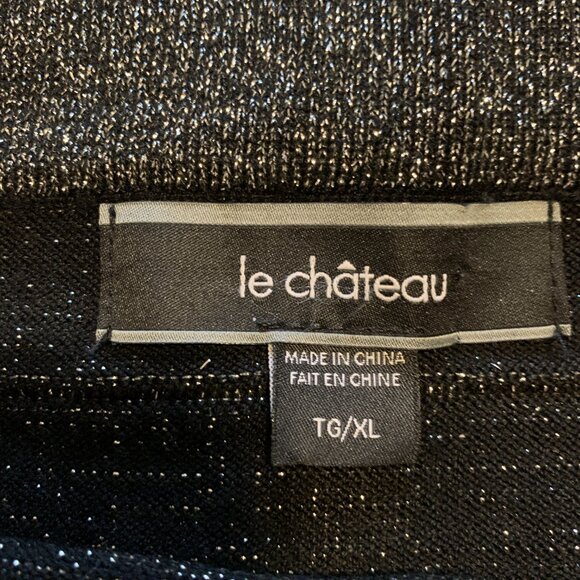 le château
MADE IN CHINA
FAIT EN CHINE
TG/XL